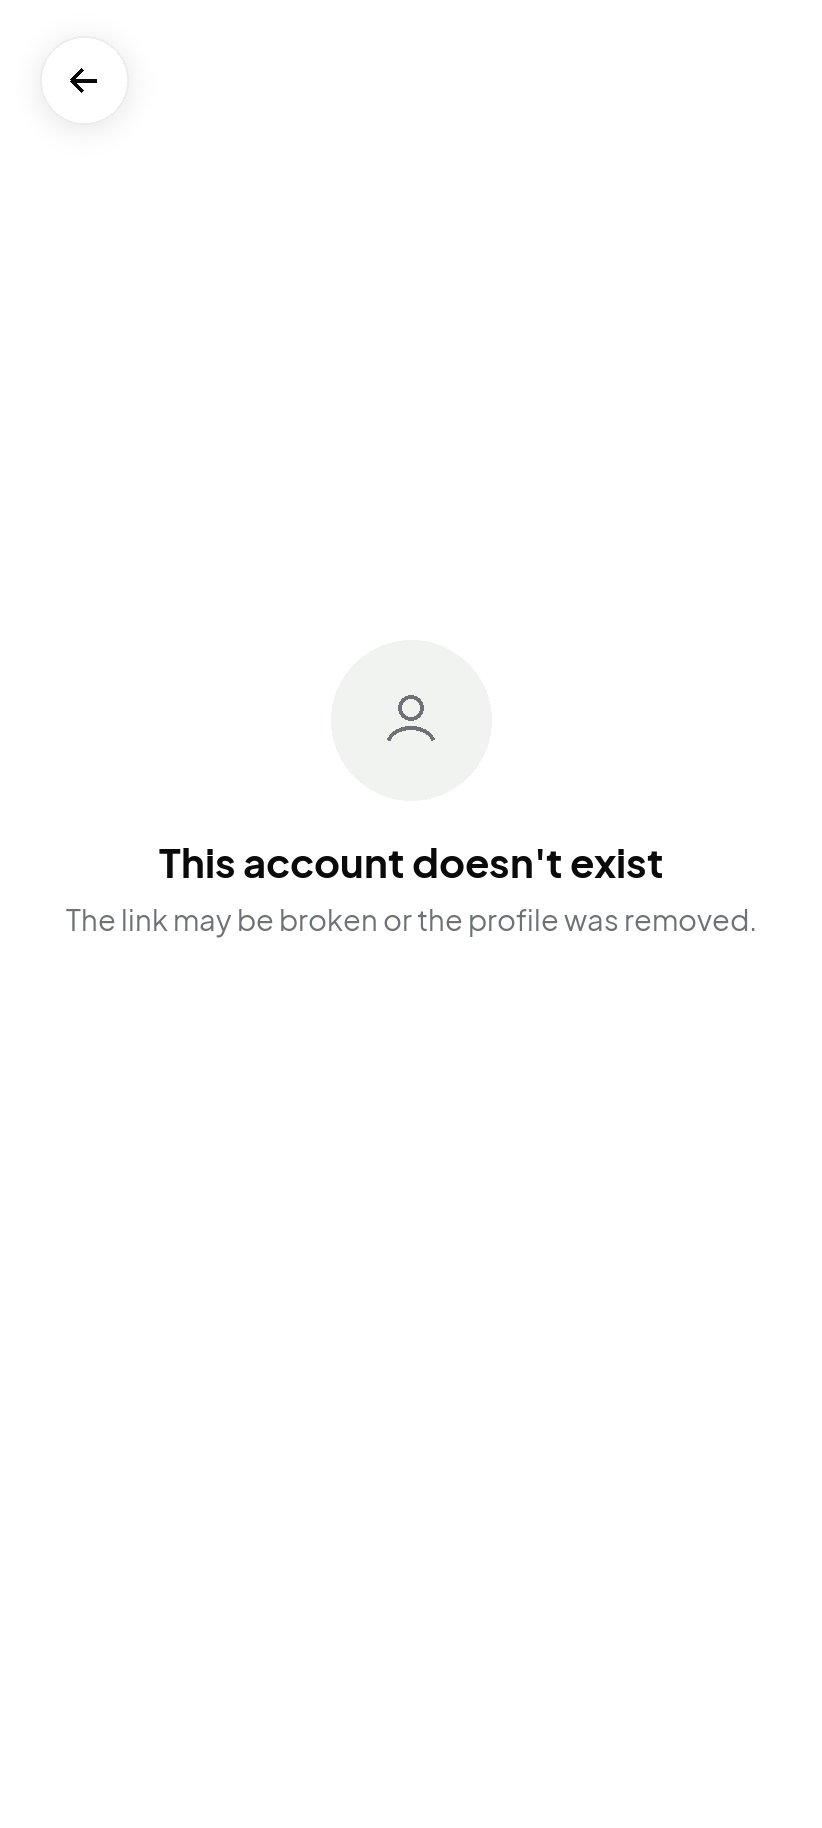 This account doesn't exist
The link may be broken or the profile was removed.